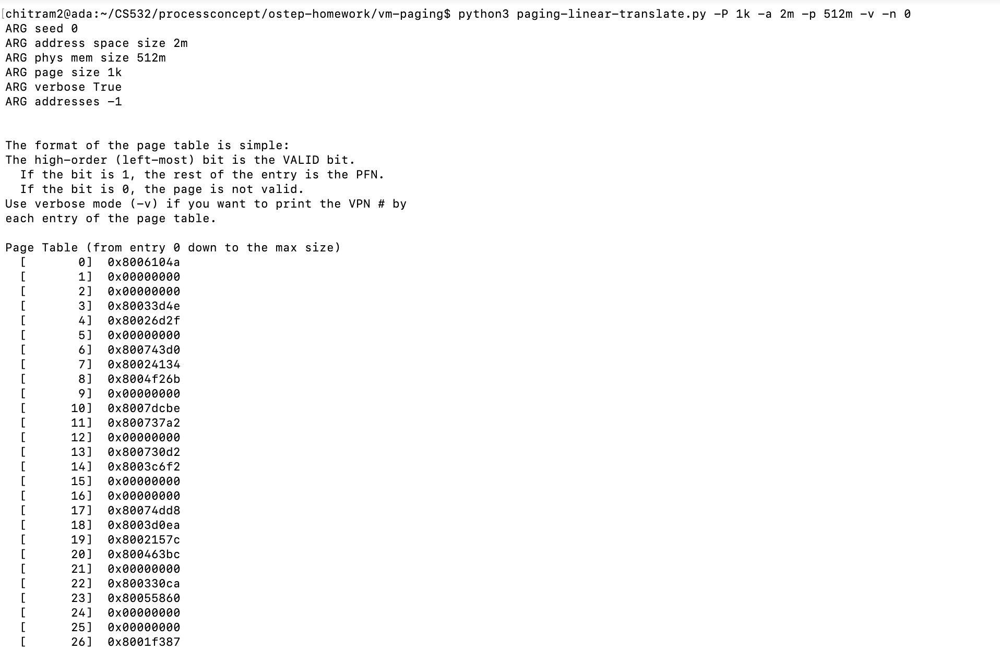 [chitram2@ada:~/CS532/processconcept/ostep-homework/vm-paging$ python3 paging-linear-translate.py -P 1k -a 2m -p 512m -v -n 0
ARG seed 0
ARG address space size 2m
ARG phys mem size 512m
ARG page size 1k
ARG verbose True
ARG addresses -1
The format of the page table is simple:
The high-order (left-most) bit is the VALID bit.
  If the bit is 1, the rest of the entry is the PFN.
  If the bit is 0, the page is not valid.
Use verbose mode (-v) if you want to print the VPN # by
each entry of the page table.
Page Table (from entry 0 down to the max size)
  [       0]  0x8006104a
  [       1]  0x00000000
  [       2]  0x00000000
  [       3]  0x80033d4e
  [       4]  0x80026d2f
  [       5]  0x00000000
  [       6]  0x800743d0
  [       7]  0x80024134
  [       8]  0x8004f26b
  [       9]  0x00000000
  [      10]  0x8007dcbe
  [      11]  0x800737a2
  [      12]  0x00000000
  [      13]  0x800730d2
  [      14]  0x8003c6f2
  [      15]  0x00000000
  [      16]  0x00000000
  [      17]  0x80074dd8
  [      18]  0x8003d0ea
  [      19]  0x8002157c
  [      20]  0x800463bc
  [      21]  0x00000000
  [      22]  0x800330ca
  [      23]  0x80055860
  [      24]  0x00000000
  [      25]  0x00000000
  [      26]  0x8001f387